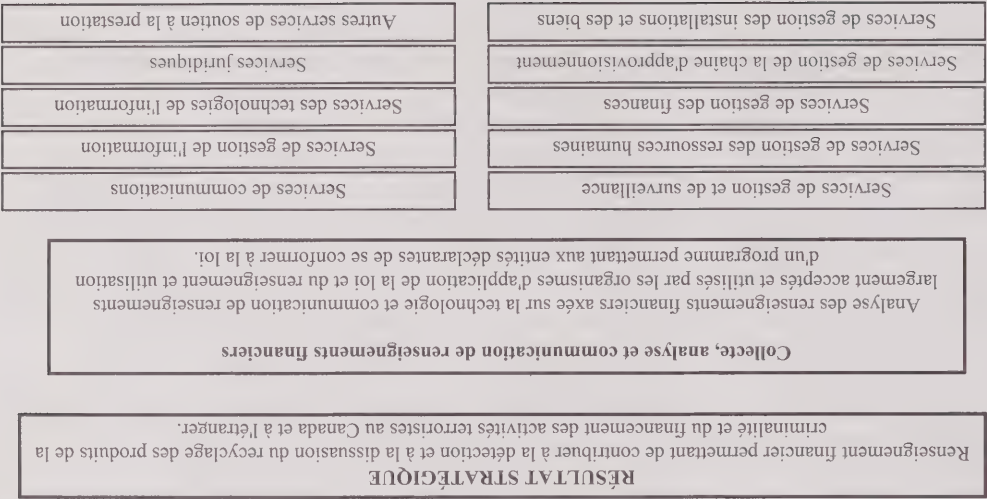 RÉSULTAT STRATÉGIQUE
Renseignement financier permettant de contribuer à la détection et à la dissuasion du recyclage des produits de la
criminalité et du financement des activités terroristes au Canada et à l'étranger.
Collecte, analyse et communication de renseignements financiers
Analyse des renseignements financiers axée sur la technologie et communication de renseignements
largement acceptés et utilisés par les organismes d'application de la loi et du renseignement et utilisation
d'un programme permettant aux entités déclarantes de se conformer à la loi.
Services de gestion et de surveillance
Services de gestion des ressources humaines
Services de gestion des finances
Services de gestion de la chaîne d'approvisionnement
Services de gestion des installations et des biens
Services de communications
Services de gestion de l'information
Services des technologies de l'information
Services juridiques
Autres services de soutien à la prestation